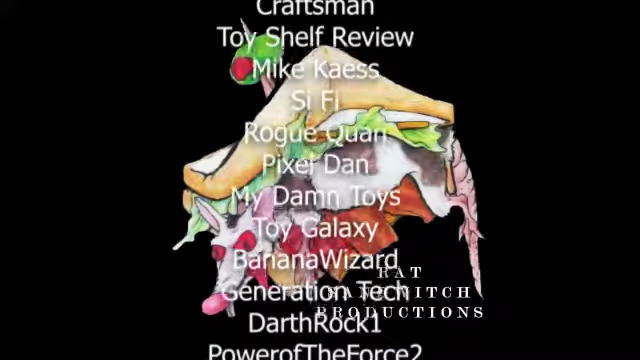 Craftsman
Toy Shelf Review
Mike Kaess
Si Fi
Rogue Quan
Pixel Dan
My Damn Toys
Toy Galaxy
BananaWizard
RAT
Generation Tech
SANDWITCH
PRODUCTIONS
DarthRock1
PowerofTheForce2